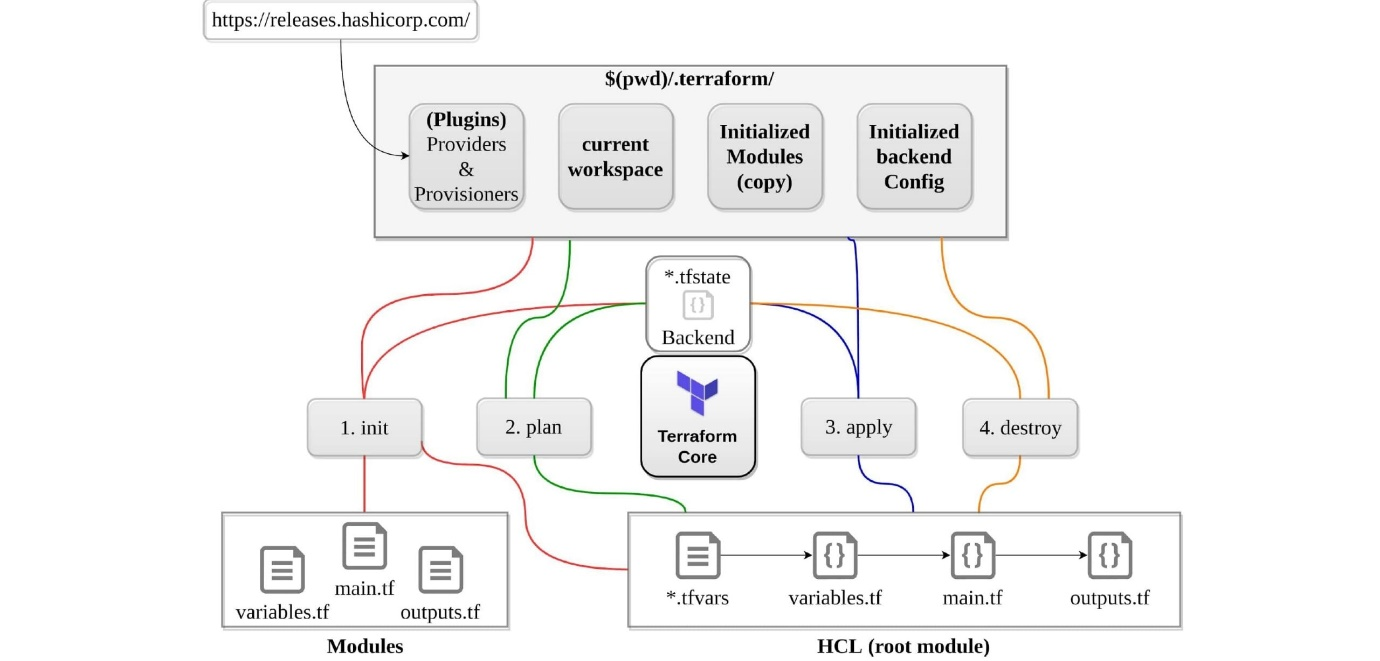 https://releases.hashicorp.com/
$(pwd)/.terraform/
(Plugins)
Providers
&
Provisioners
current
workspace
Initialized
Modules
(copy)
Initialized
backend
Config
*.tfstate
{}
Backend
Terraform
Core
1. init
2. plan
3. apply
4. destroy
variables.tf
main.tf
outputs.tf
Modules
*.tfvars
{}
variables.tf
{}
main.tf
{}
outputs.tf
HCL (root module)